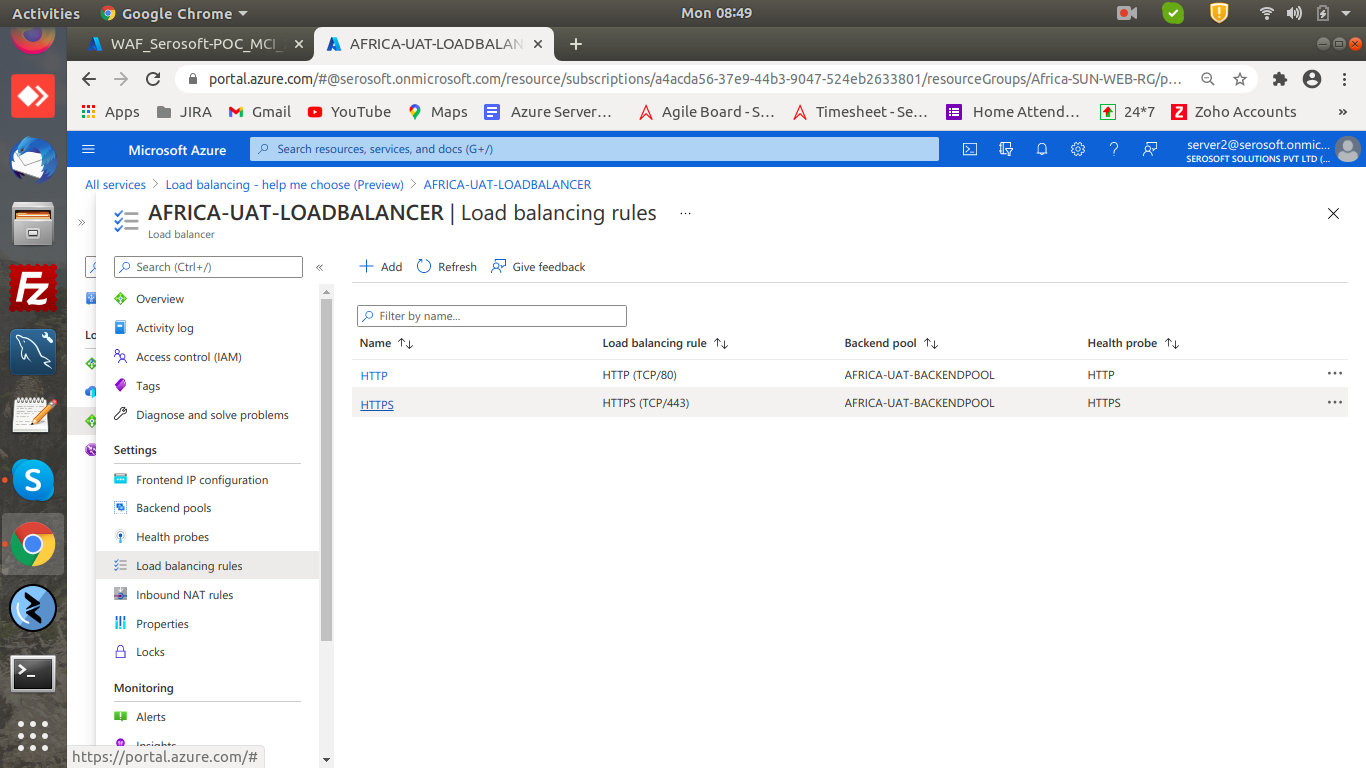 Activities Google Chrome Mon 08:49
WAF_Serosoft-POC_MCI_ AFRICA-UAT-LOADBALAN
portal.azure.com/#@serosoft.onmicrosoft.com/resource/subscriptions/a4acda56-37e9-44b3-9047-524eb2633801/resourceGroups/Africa-SUN-WEB-RG/p...
Apps JIRA Gmail YouTube Maps Azure Server... Agile Board - S... Timesheet - Se... Home Attend... 24*7 Zoho Accounts »
Microsoft Azure Search resources, services, and docs (G+/) server2@serosoft.onmic...
SEROSOFT SOLUTIONS PVT LTD (...
All services > Load balancing - help me choose (Preview) > AFRICA-UAT-LOADBALANCER
AFRICA-UAT-LOADBALANCER | Load balancing rules ...
Load balancer
Search (Ctrl+/) «
Add Refresh Give feedback
Overview
Activity log
Access control (IAM)
Tags
Diagnose and solve problems
Settings
Frontend IP configuration
Backend pools
Health probes
Load balancing rules
Inbound NAT rules
Properties
Locks
Monitoring
Alerts
Insights
Lo
Filter by name...
Name Load balancing rule Backend pool Health probe
HTTP HTTP (TCP/80) AFRICA-UAT-BACKENDPOOL HTTP
HTTPS HTTPS (TCP/443) AFRICA-UAT-BACKENDPOOL HTTPS
https://portal.azure.com/#